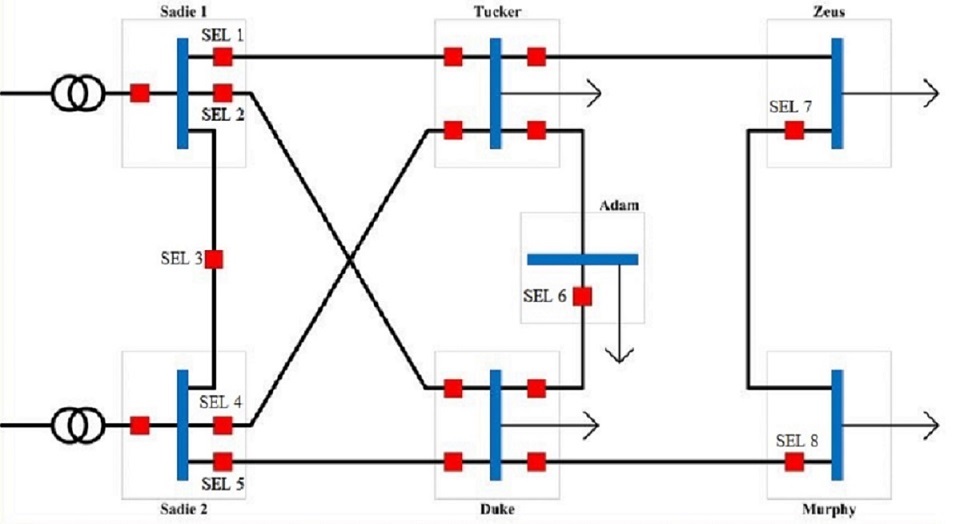 Sadie 1
Tucker
Zeus
SEL 1
SEL 2
SEL 7
Adam
SEL 3
SEL 6
SEL 4
SEL 8
SEL 5
Sadie 2
Duke
Murphy